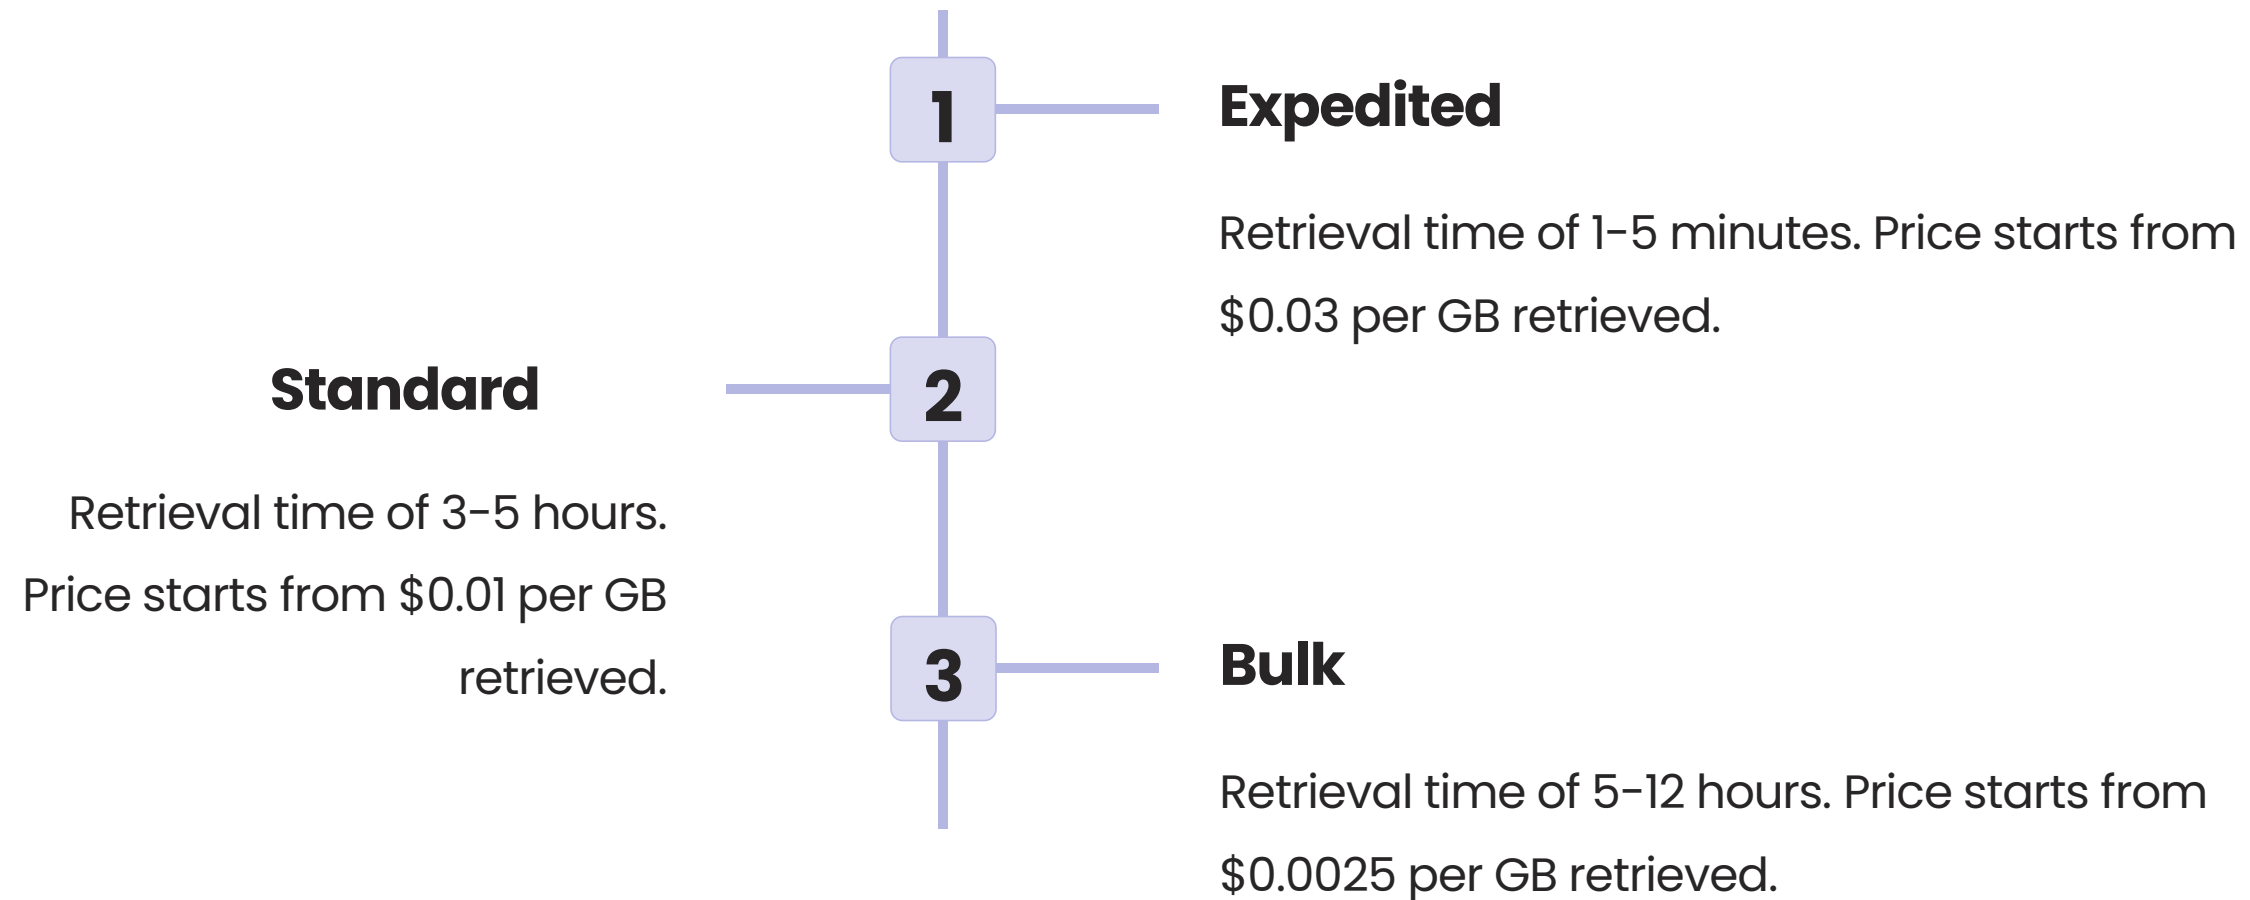 1
Expedited
Retrieval time of 1-5 minutes. Price starts from
$0.03 per GB retrieved.
2
Standard
Retrieval time of 3-5 hours.
Price starts from $0.01 per GB
retrieved.
3
Bulk
Retrieval time of 5-12 hours. Price starts from
$0.0025 per GB retrieved.